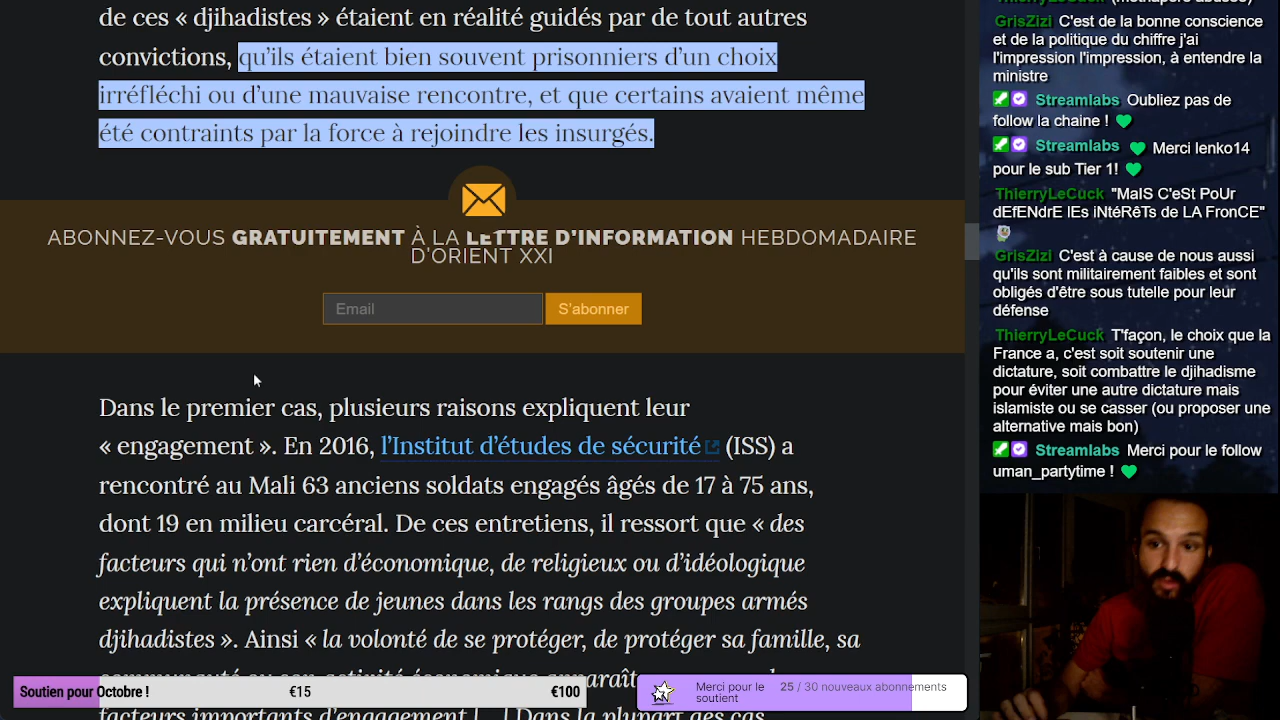 de ces « djihadistes » étaient en réalité guidés par de tout autres
convictions, qu'ils étaient bien souvent prisonniers d'un choix
irréfléchi ou d'une mauvaise rencontre, et que certains avaient même
été contraints par la force à rejoindre les insurgés.
ABONNEZ-VOUS GRATUITEMENT À LA LETTRE D'INFORMATION HEBDOMADAIRE
D'ORIENT XXI
Email
S'abonner
Dans le premier cas, plusieurs raisons expliquent leur
« engagement ». En 2016, l'Institut d'études de sécurité (ISS) a
rencontré au Mali 63 anciens soldats engagés âgés de 17 à 75 ans,
dont 19 en milieu carcéral. De ces entretiens, il ressort que « des
facteurs qui n'ont rien d'économique, de religieux ou d'idéologique
expliquent la présence de jeunes dans les rangs des groupes armés
djihadistes ». Ainsi « la volonté de se protéger, de protéger sa famille, sa
Soutien pour Octobre !
€15
€100
Merci pour le
soutient
25 / 30 nouveaux abonnements
GrisZizi C'est de la bonne conscience
et de la politique du chiffre j'ai
l'impression l'impression, à entendre la
ministre
Streamlabs Oubliez pas de
follow la chaine !
Streamlabs Merci lenko14
pour le sub Tier 1!
ThierryLeCuck "MaIS C'eSt PoUr
dEfENdrE lEs iNtéRêTs de LA FronCE"
GrisZizi C'est à cause de nous aussi
qu'ils sont militairement faibles et sont
obligés d'être sous tutelle pour leur
défense
ThierryLeCuck T'façon, le choix que la
France a, c'est soit soutenir une
dictature, soit combattre le djihadisme
pour éviter une autre dictature mais
islamiste ou se casser (ou proposer une
alternative mais bon)
Streamlabs Merci pour le follow
uman_partytime !